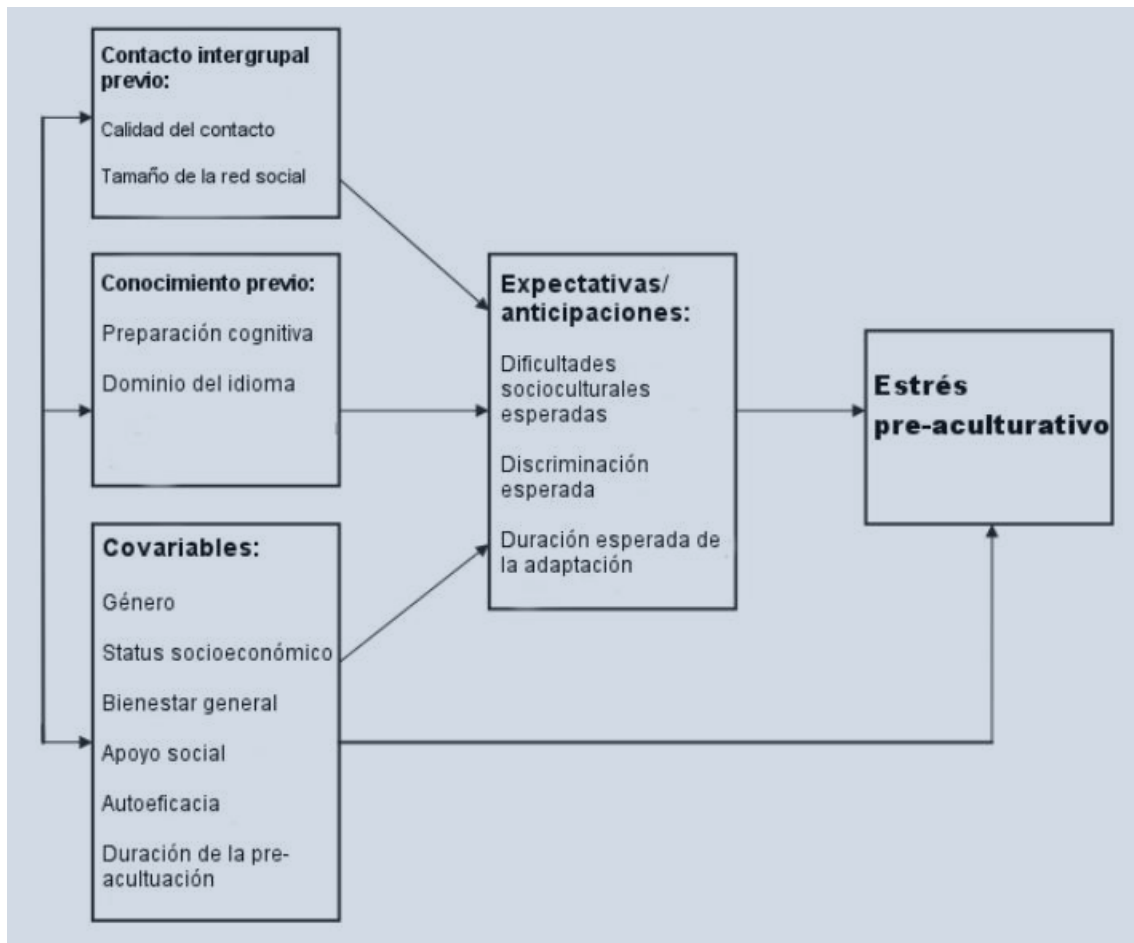 Contacto intergrupal
previo:
Calidad del contacto
Tamaño de la red social
Conocimiento previo:
Preparación cognitiva
Dominio del idioma
Covariables:
Género
Status socioeconómico
Bienestar general
Apoyo social
Autoeficacia
Duración de la pre-
acultuación
Expectativas/
anticipaciones:
Dificultades
socioculturales
esperadas
Discriminación
esperada
Duración esperada de
la adaptación
Estrés
pre-aculturativo